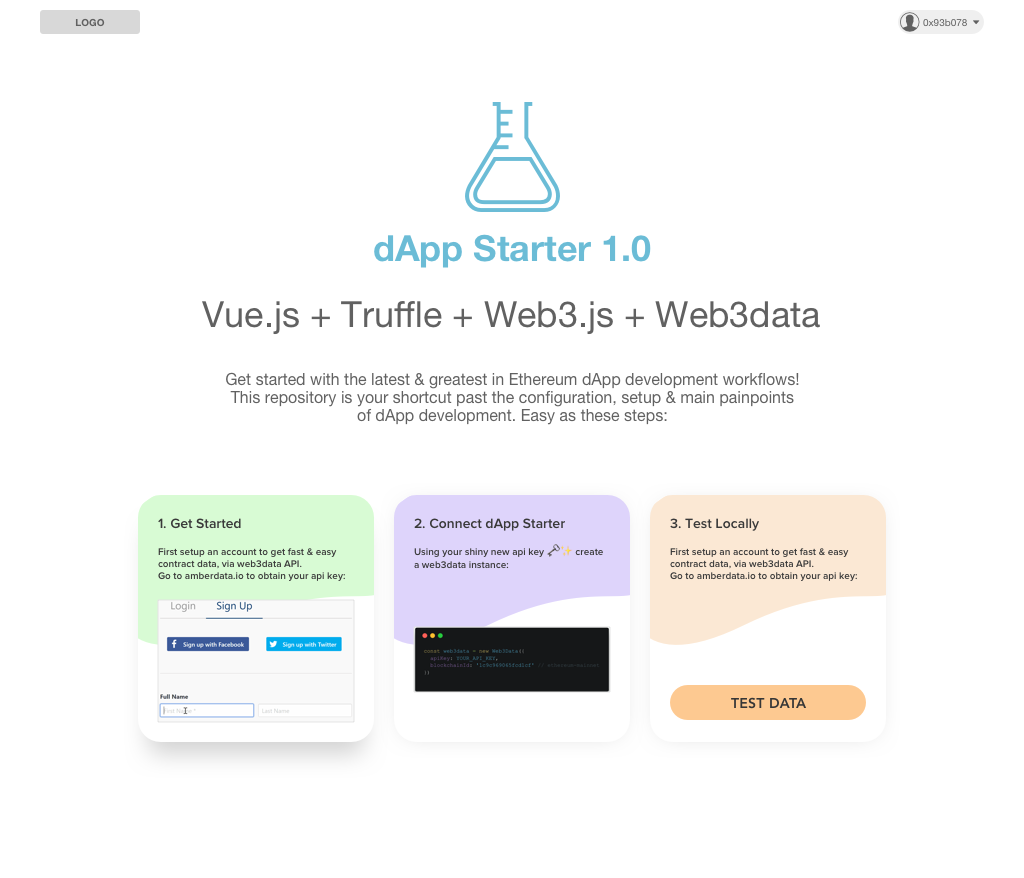 LOGO
0x93b078
dApp Starter 1.0
Vue.js + Truffle + Web3.js + Web3data
Get started with the latest & greatest in Ethereum dApp development workflows!
This repository is your shortcut past the configuration, setup & main painpoints
of dApp development. Easy as these steps:
1. Get Started
First setup an account to get fast & easy
contract data, via web3data API.
Go to amberdata.io to obtain your api key:
Login Sign Up
Sign up with Facebook Sign up with Twitter
Full Name
Last Name
2. Connect dApp Starter
Using your shiny new api key 🗝✨ create
a web3data instance:
const web3data = new Web3Data(
apiKey: YOUR_API_KEY,
blockchainId:
3. Test Locally
First setup an account to get fast & easy
contract data, via web3data API.
Go to amberdata.io to obtain your api key:
TEST DATA